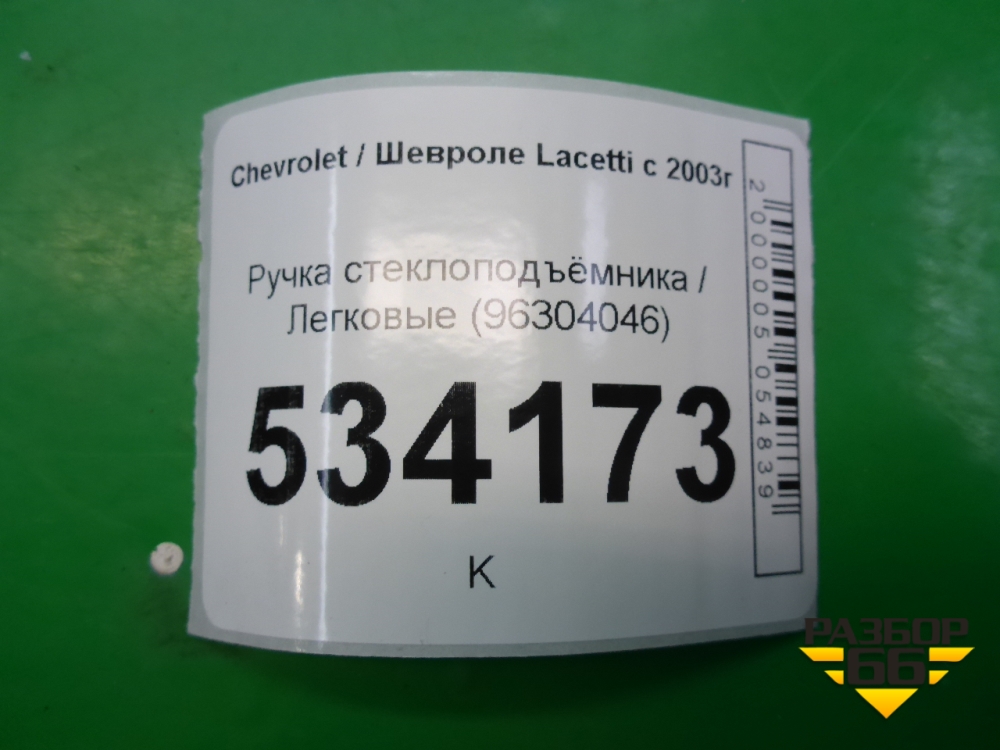 Chevrolet / Шевроле Lacetti с 2003г
Ручка стеклоподъёмника /
Легковые (96304046)
534173
К
2000005054839
РАЗБОР
66